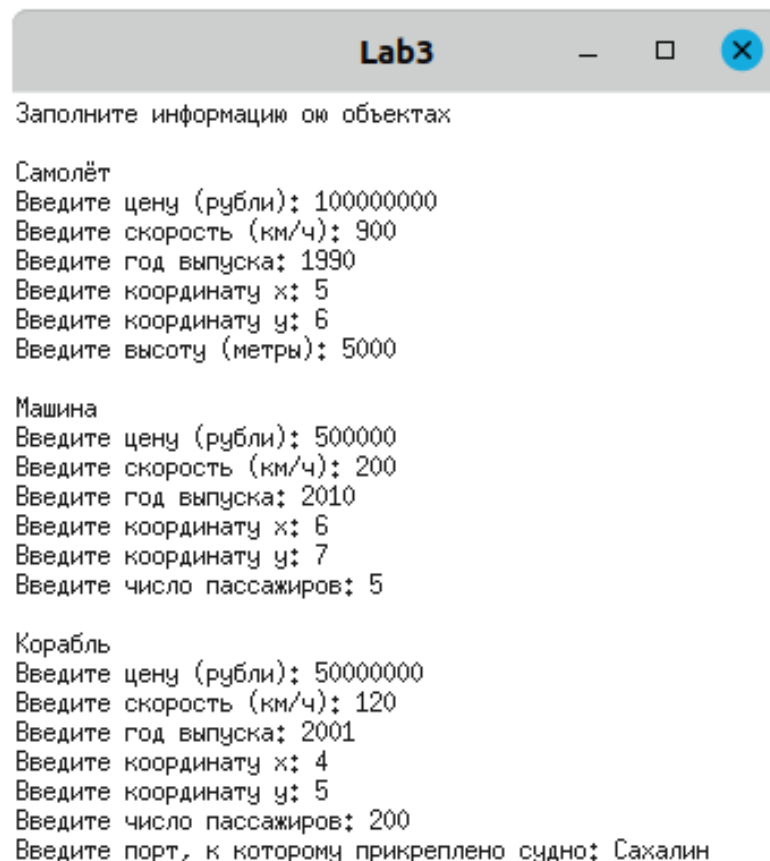 Lab3
Заполните информацию ою объектах
Самолёт
Введите цену (рубли): 100000000
Введите скорость (км/ч): 900
Введите год выпуска: 1990
Введите координату x: 5
Введите координату y: 6
Введите высоту (метры): 5000
Машина
Введите цену (рубли): 500000
Введите скорость (км/ч): 200
Введите год выпуска: 2010
Введите координату x: 6
Введите координату y: 7
Введите число пассажиров: 5
Корабль
Введите цену (рубли): 50000000
Введите скорость (км/ч): 120
Введите год выпуска: 2001
Введите координату x: 4
Введите координату y: 5
Введите число пассажиров: 200
Введите порт, к которому прикреплено судно: Сахалин